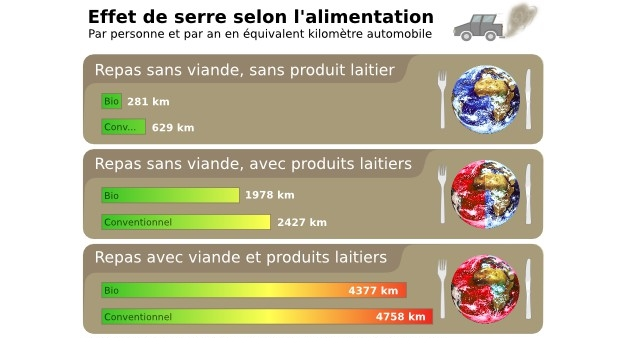 Effet de serre selon l'alimentation
Par personne et par an en équivalent kilomètre automobile
Repas sans viande, sans produit laitier
Bio 281 km
Conv... 629 km
Repas sans viande, avec produits laitiers
Bio 1978 km
Conventionnel 2427 km
Repas avec viande et produits laitiers
Bio 4377 km
Conventionnel 4758 km